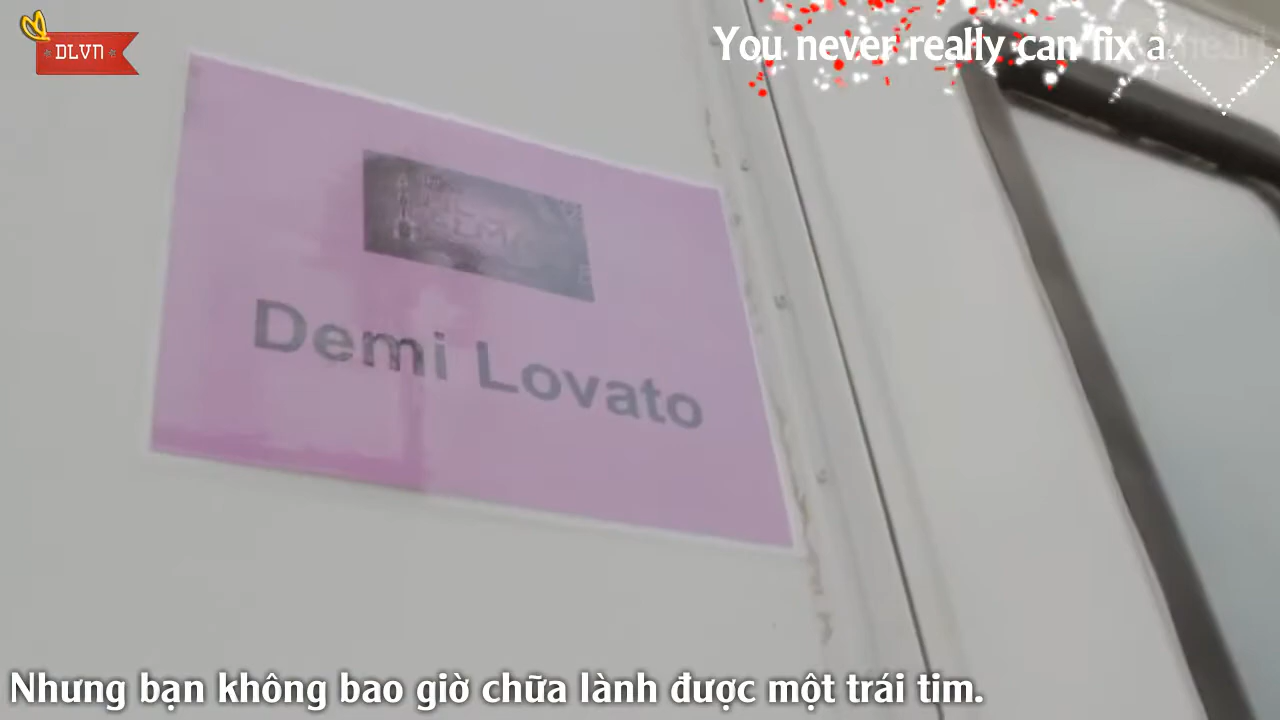 DLVN
You never really can fix a heart
Demi Lovato
Nhưng bạn không bao giờ chữa lành được một trái tim.